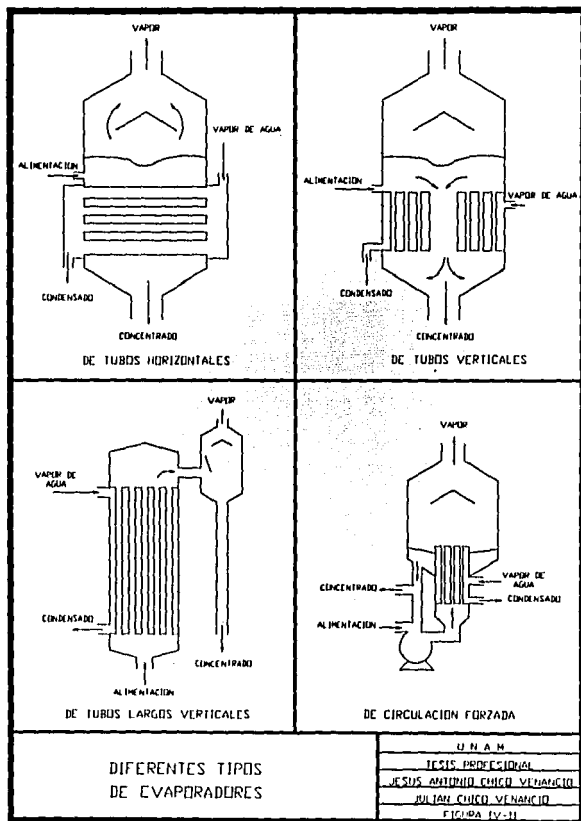 VAPOR
VAPOR DE AGUA
ALIMENTACION
CONDENSADO
CONCENTRADO
DE TUBOS HORIZONTALES
VAPOR
ALIMENTACION
VAPOR DE AGUA
CONDENSADO
CONCENTRADO
DE TUBOS VERTICALES
VAPOR
VAPOR DE
AGUA
CONDENSADO
CONCENTRADO
ALIMENTACION
DE TUBOS LARGOS VERTICALES
VAPOR
CONCENTRADO
VAPOR DE
AGUA
CONDENSADO
ALIMENTACION
DE CIRCULACION FORZADA
DIFERENTES TIPOS
DE EVAPORADORES
U N A M
TESIS PROFESIONAL
JESUS ANTONIO CHICO VENANCIO
JULIAN CHICO VENANCIO
FIGURA IV-11